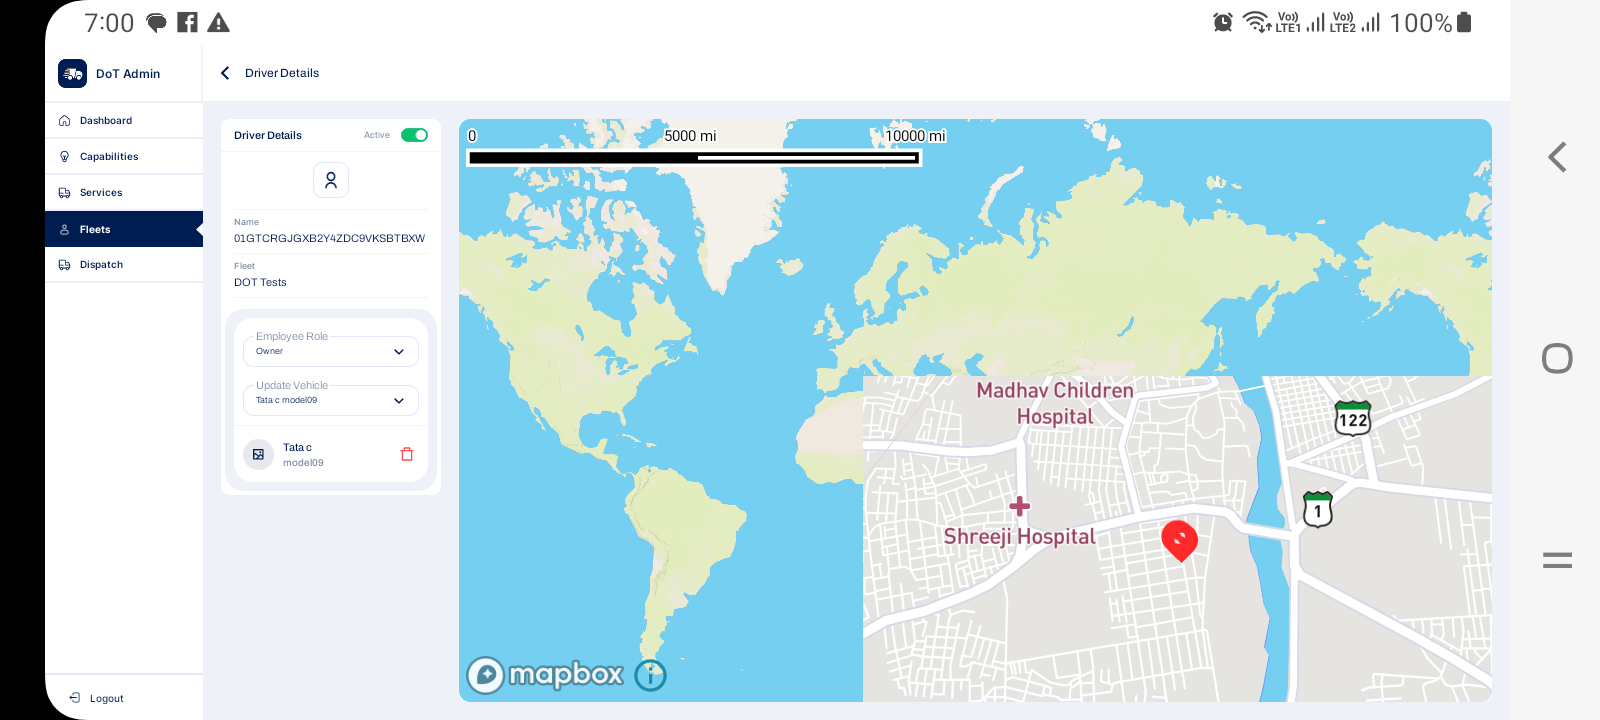 7:00
Vo)) LTE1 Vo)) LTE2 100%
DoT Admin
Driver Details
Dashboard
Capabilities
Services
Fleets
Dispatch
Logout
Driver Details
Active
Name
01GTCRGJGXB2Y4ZDC9VKSBTBXW
Fleet
DOT Tests
Employee Role
Owner
Update Vehicle
Tata c model09
Tata c
model09
0 5000 mi 10000 mi
Madhav Children
Hospital
122
1
Shreeji Hospital
mapbox